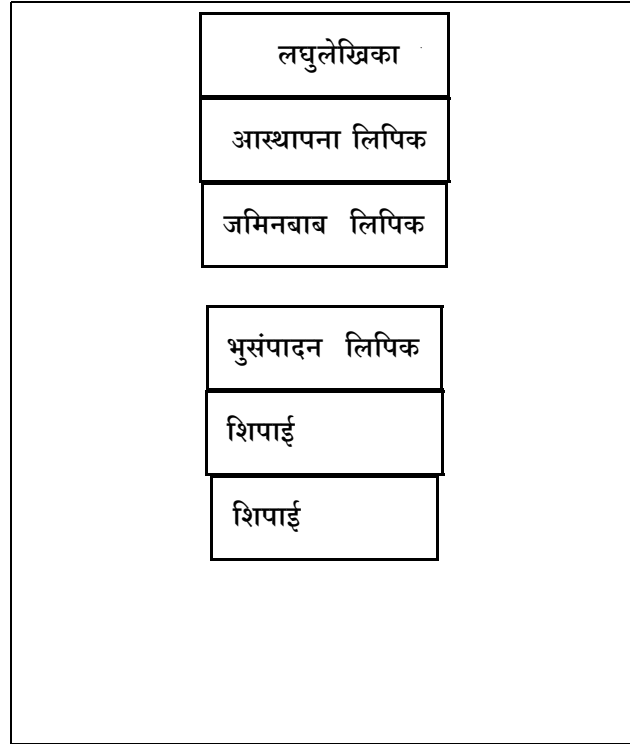 लघुलेखिका
आस्थापना लिपिक
जमिनबाब लिपिक
भुसंपादन लिपिक
शिपाई
शिपाई